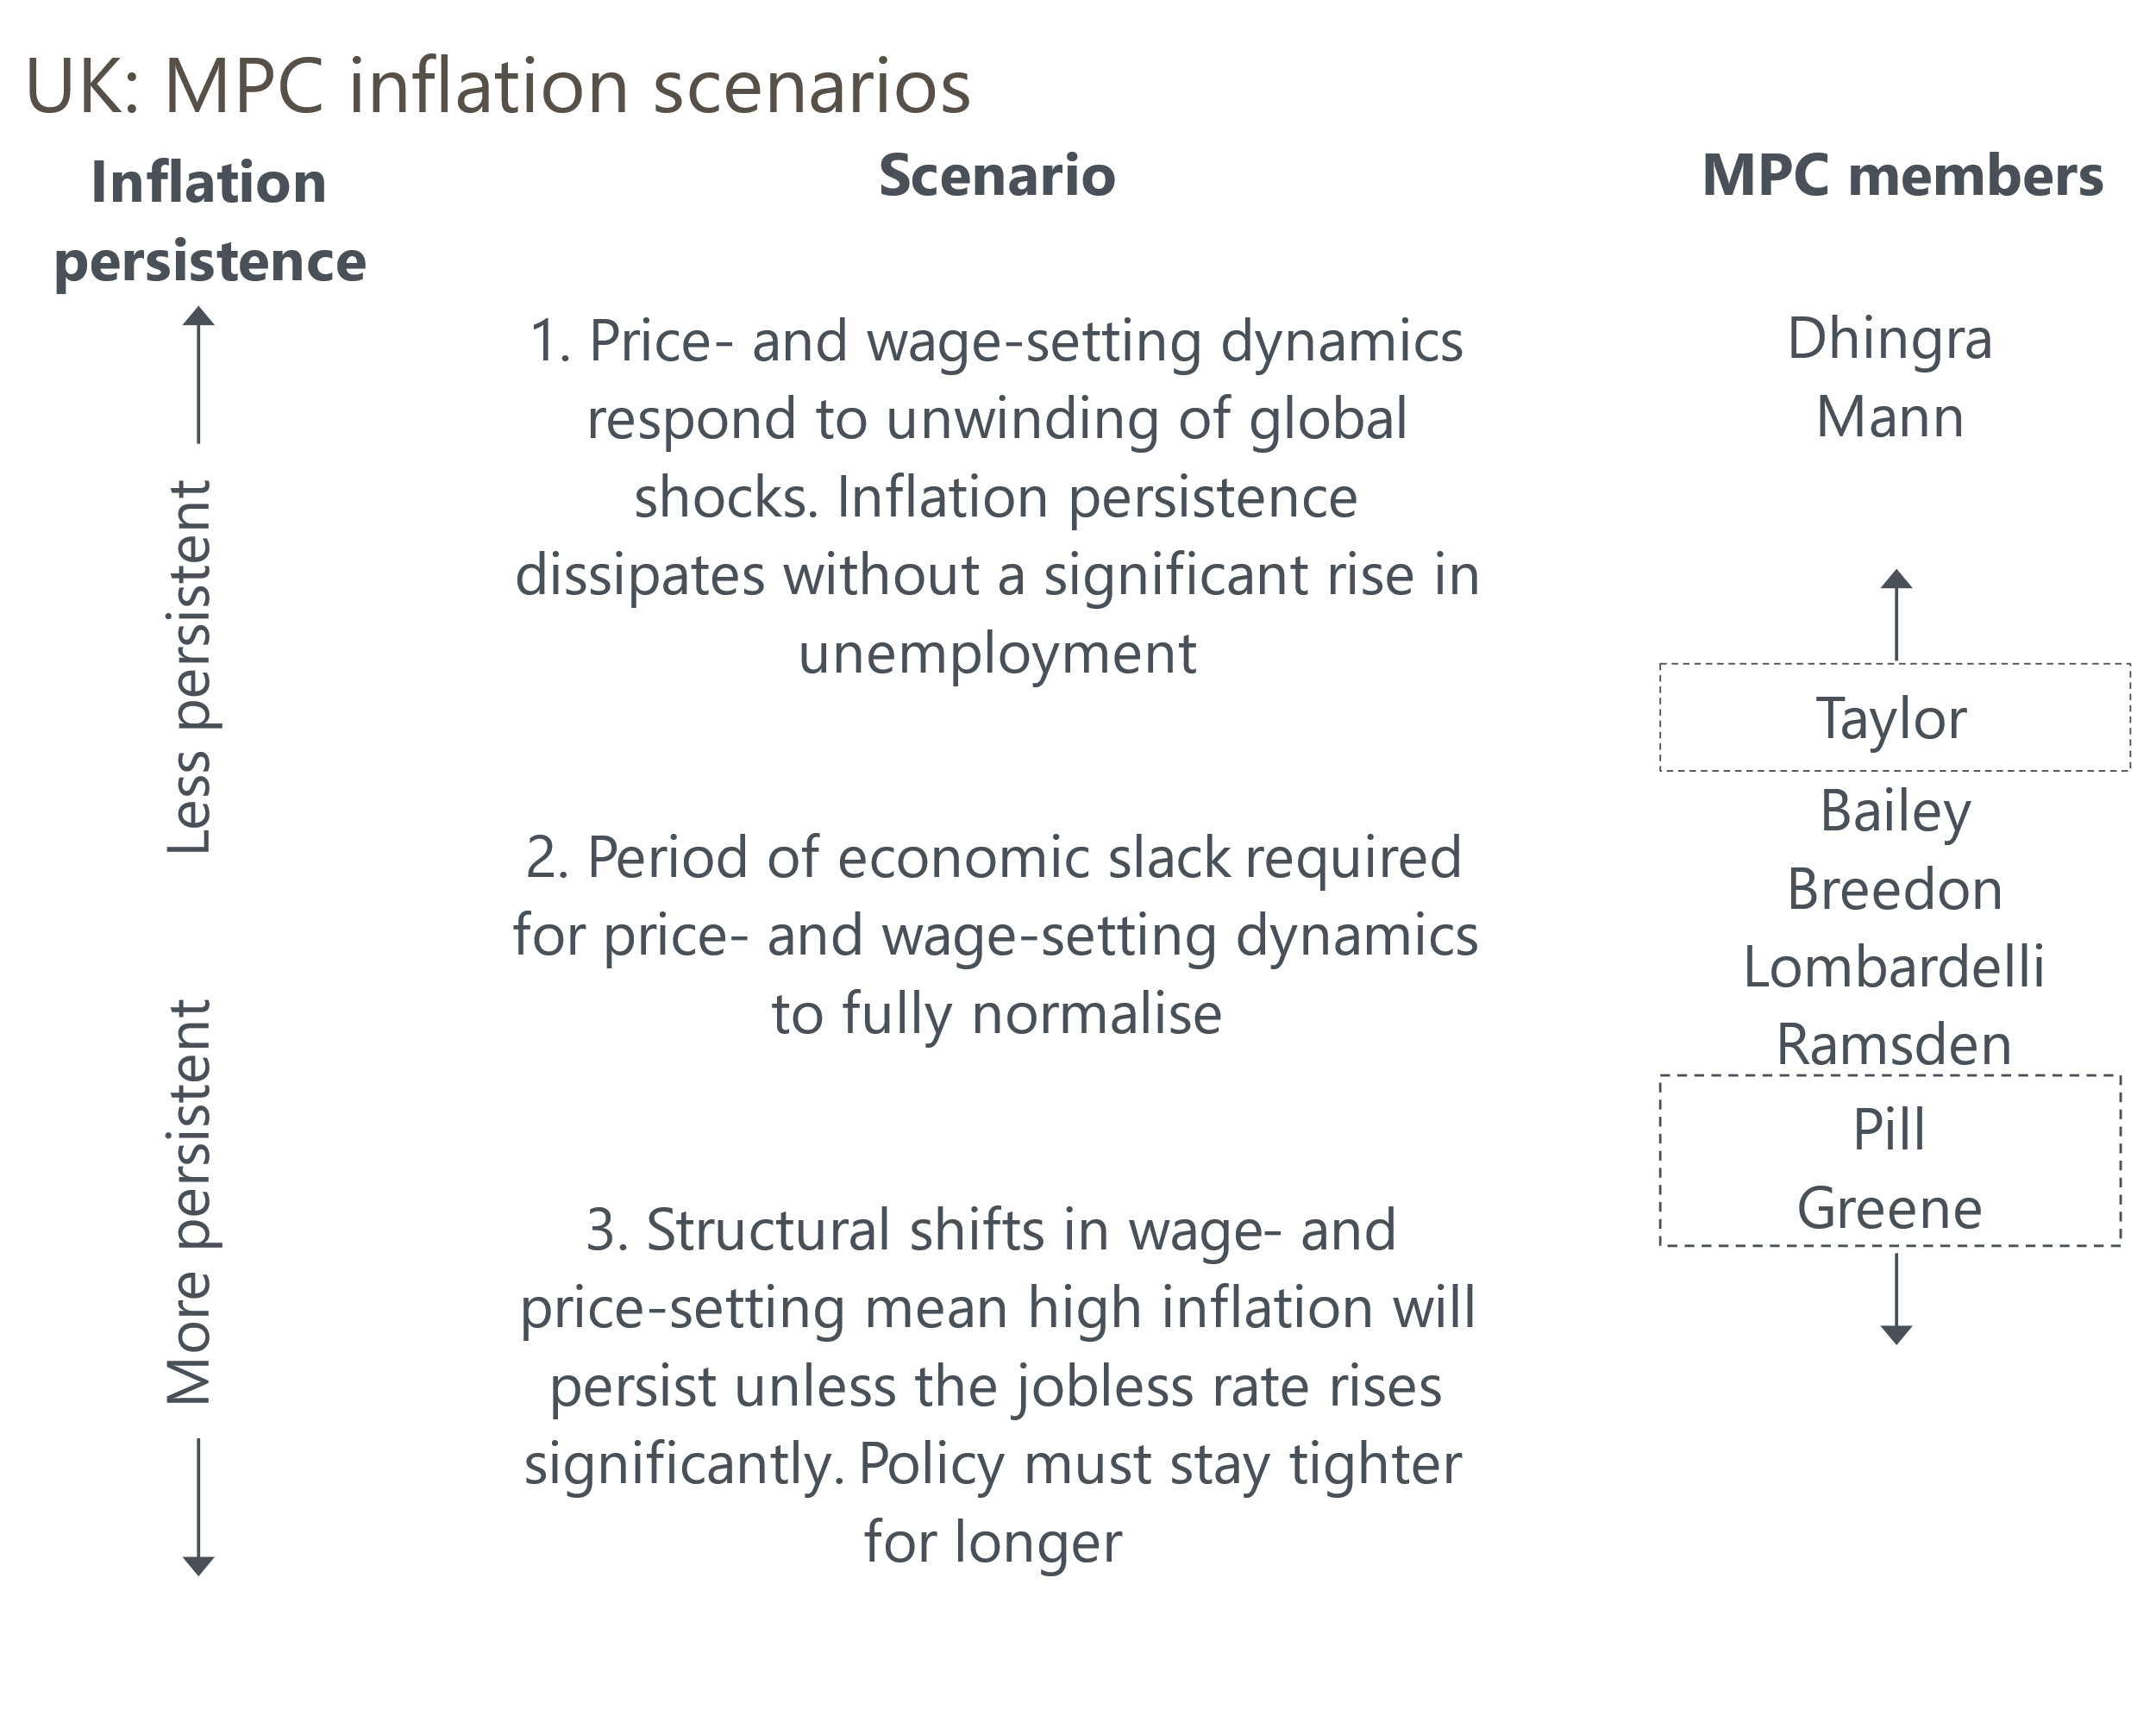 UK: MPC inflation scenarios
Inflation
persistence
Less persistent
More persistent
Scenario
1. Price- and wage-setting dynamics
respond to unwinding of global
shocks. Inflation persistence
dissipates without a significant rise in
unemployment
2. Period of economic slack required
for price- and wage-setting dynamics
to fully normalise
3. Structural shifts in wage- and
price-setting mean high inflation will
persist unless the jobless rate rises
significantly. Policy must stay tighter
for longer
MPC members
Dhingra
Mann
Taylor
Bailey
Breedon
Lombardelli
Ramsden
Pill
Greene